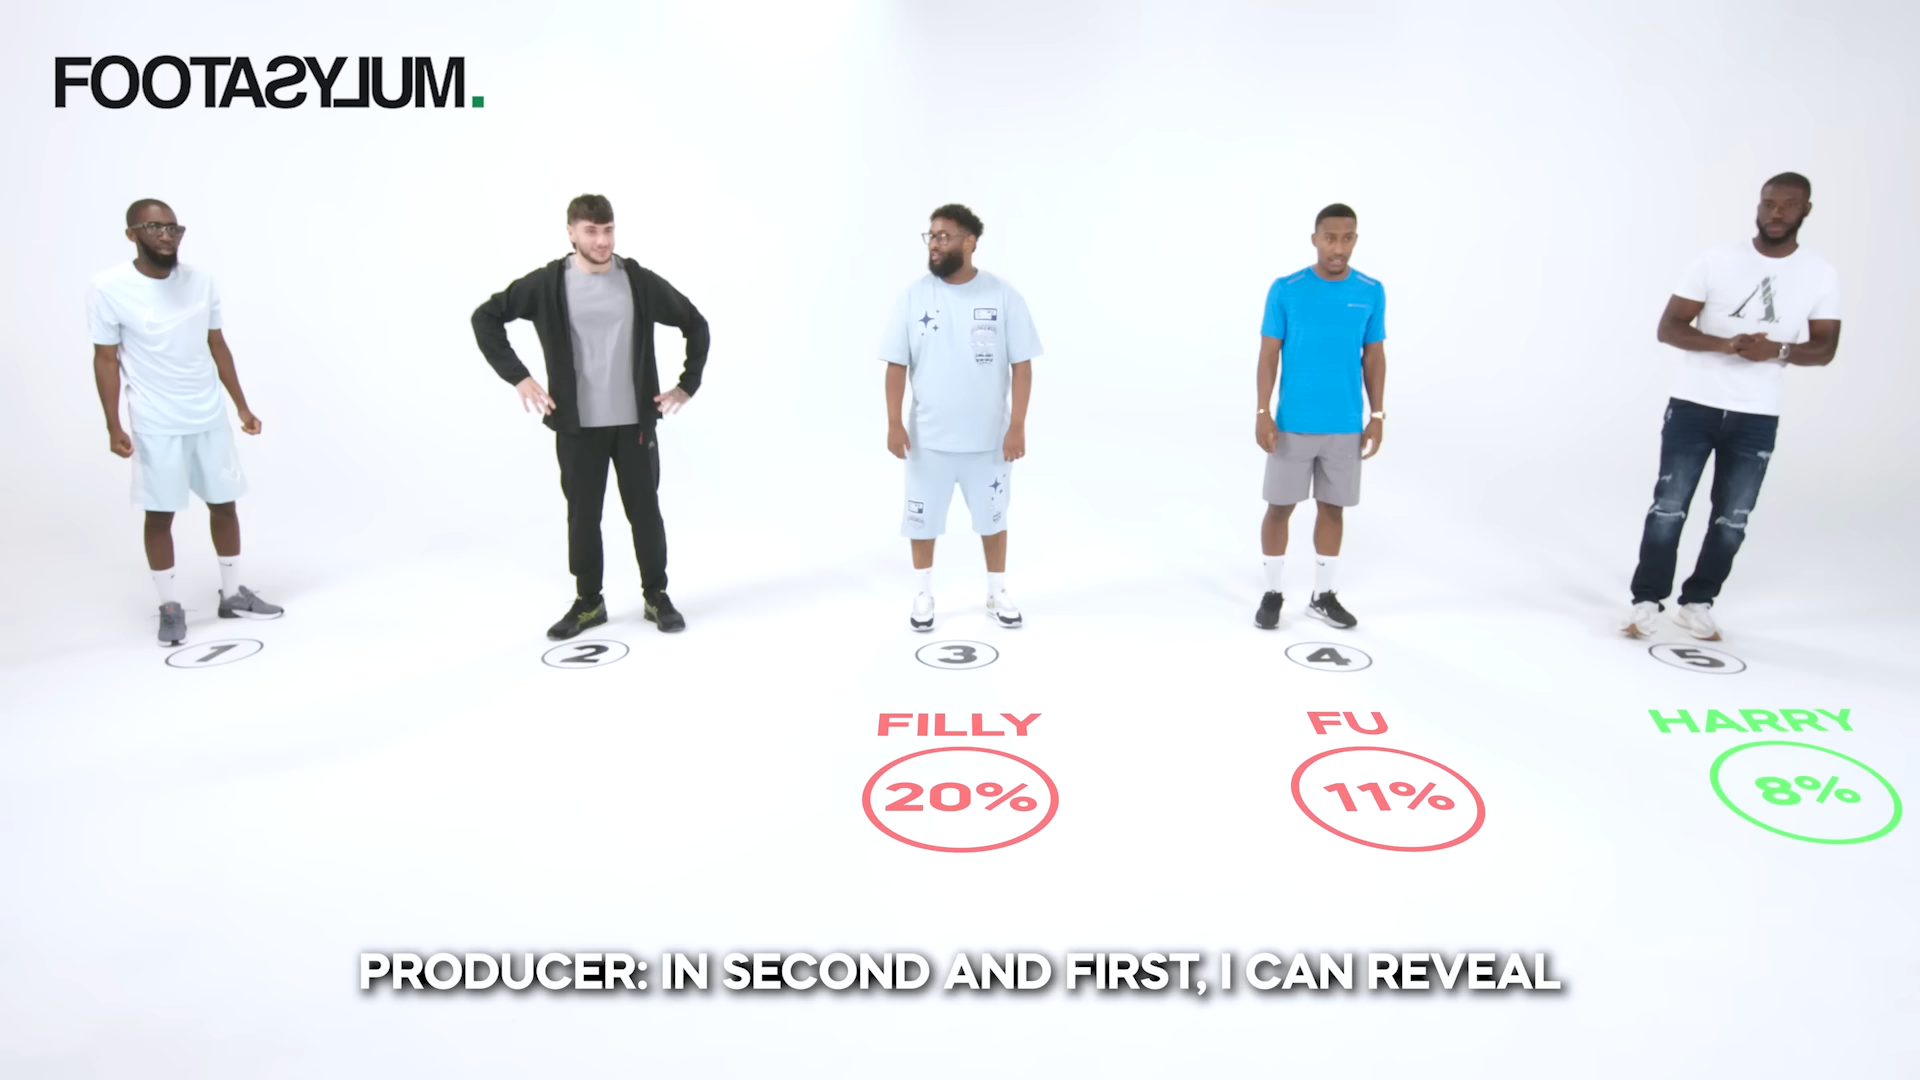 FOOTASYLUM.
1
2
3
4
5
FILLY
FU
HARRY
20%
11%
8%
PRODUCER: IN SECOND AND FIRST, I CAN REVEAL